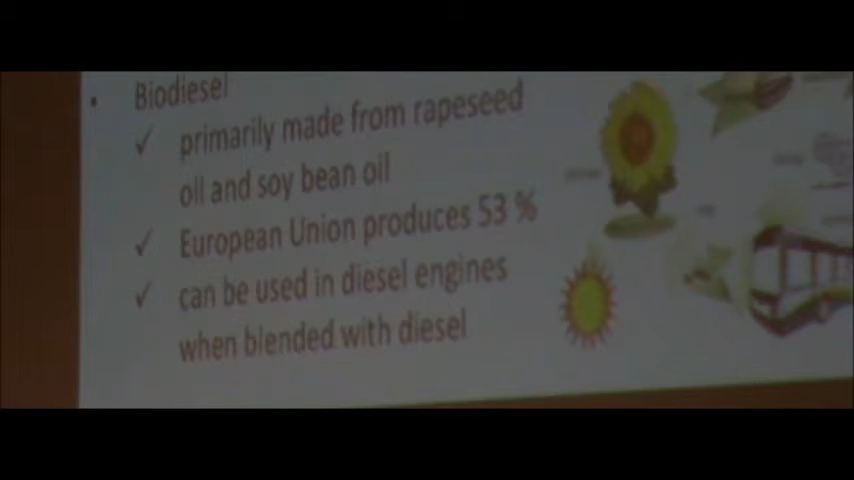 • Biodiesel
✓ primarily made from rapeseed
oil and soy bean oil
✓ European Union produces 53 %
✓ can be used in diesel engines
when blended with diesel